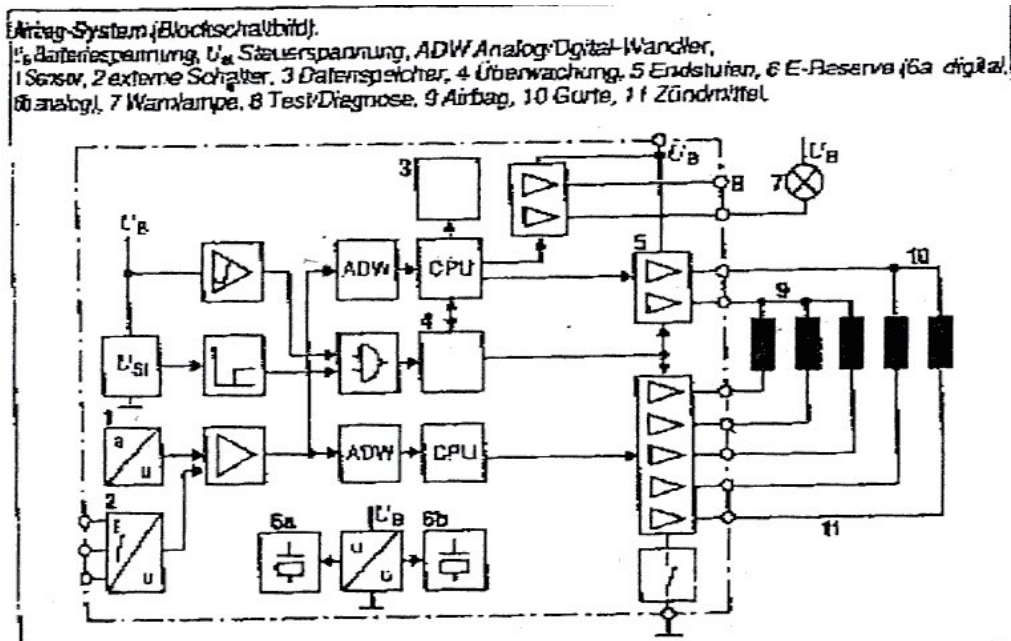 Airbag-System (Blockschaltbild).
U_B Batteriespannung, U_St Steuerspannung, ADW Analog-Digital-Wandler,
1 Sensor, 2 externe Schalter, 3 Datenspeicher, 4 Überwachung, 5 Endstufen, 6 E-Reserve (6a digital,
6b analog), 7 Warnlampe, 8 Test/Diagnose, 9 Airbag, 10 Gurte, 11 Zündmittel.
3 U_B 8 7 U_B
U_B ADW CPU 5 10
4 9
U_St
1
a u ADW CPU
2 6a U_B 6b 11
E u u u